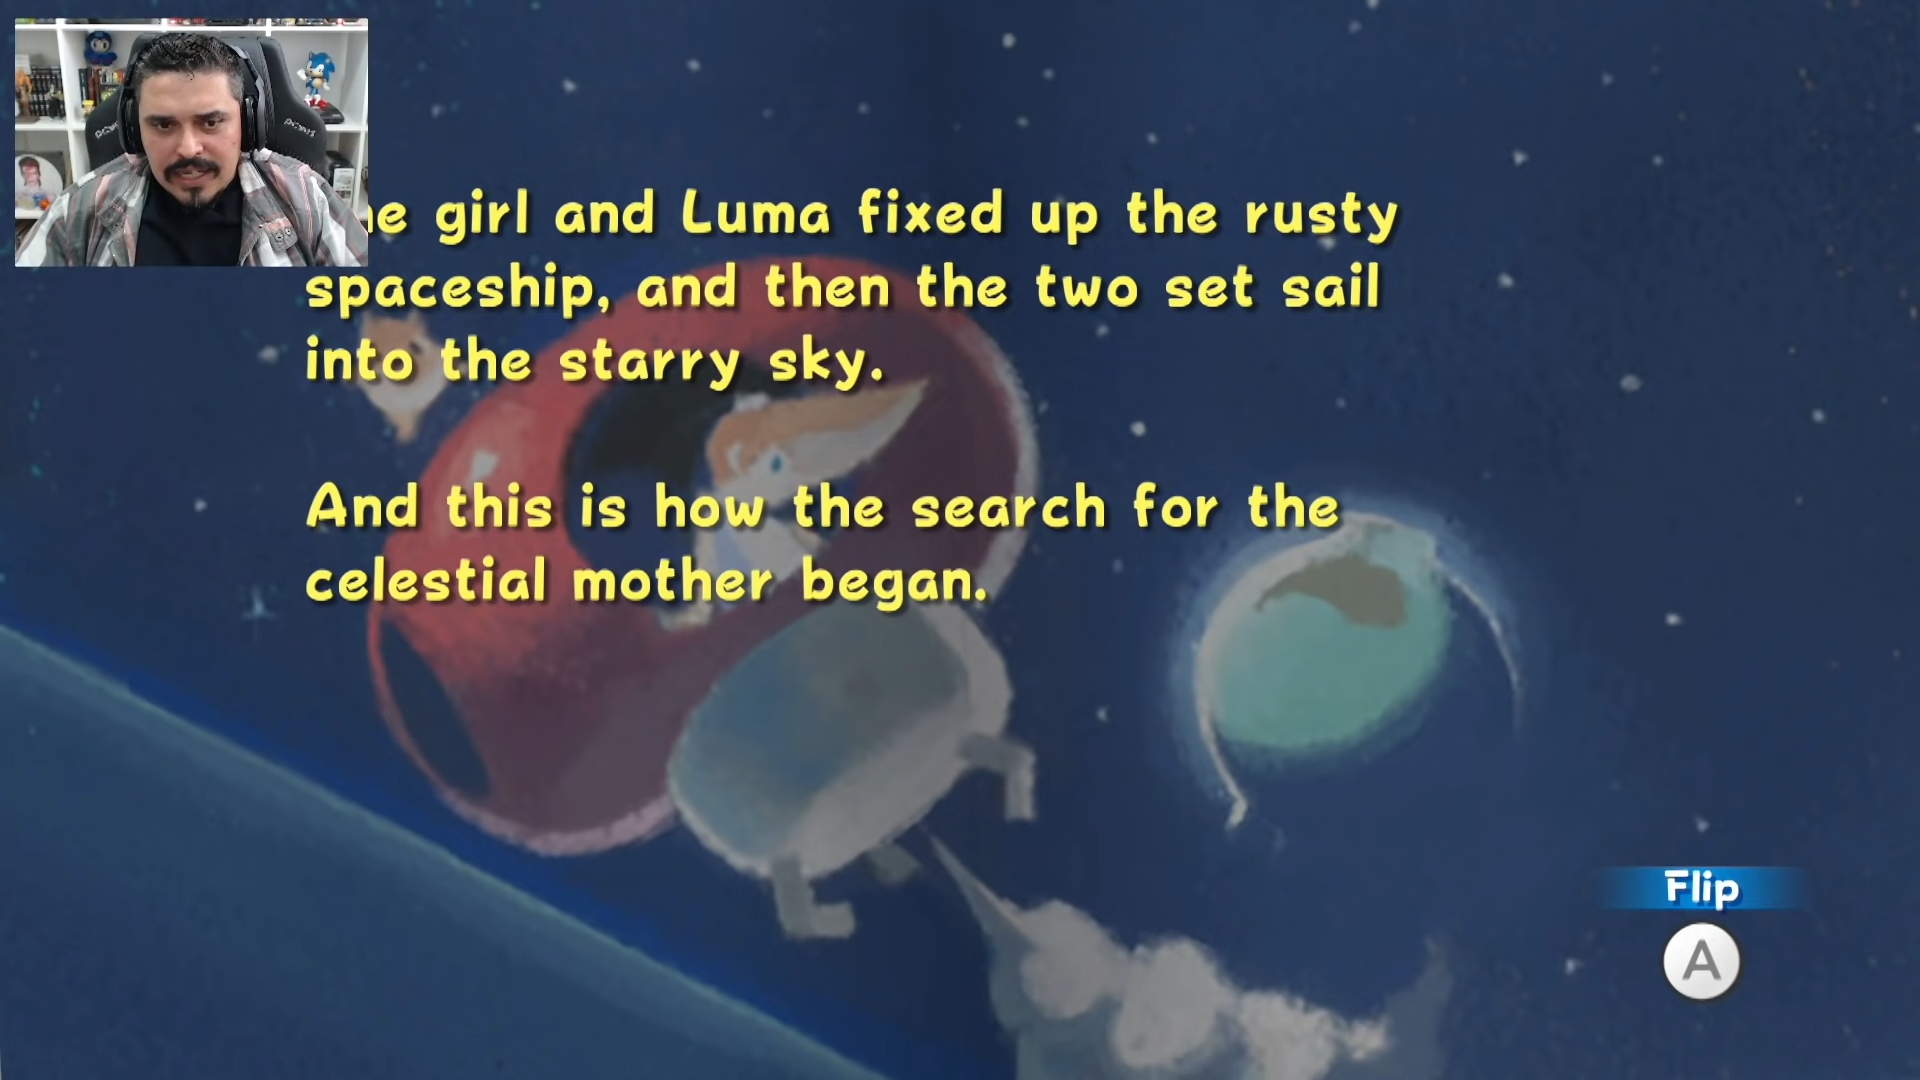 girl and Luma fixed up the rusty
spaceship, and then the two set sail
into the starry sky.
And this is how the search for the
celestial mother began.
Flip
A